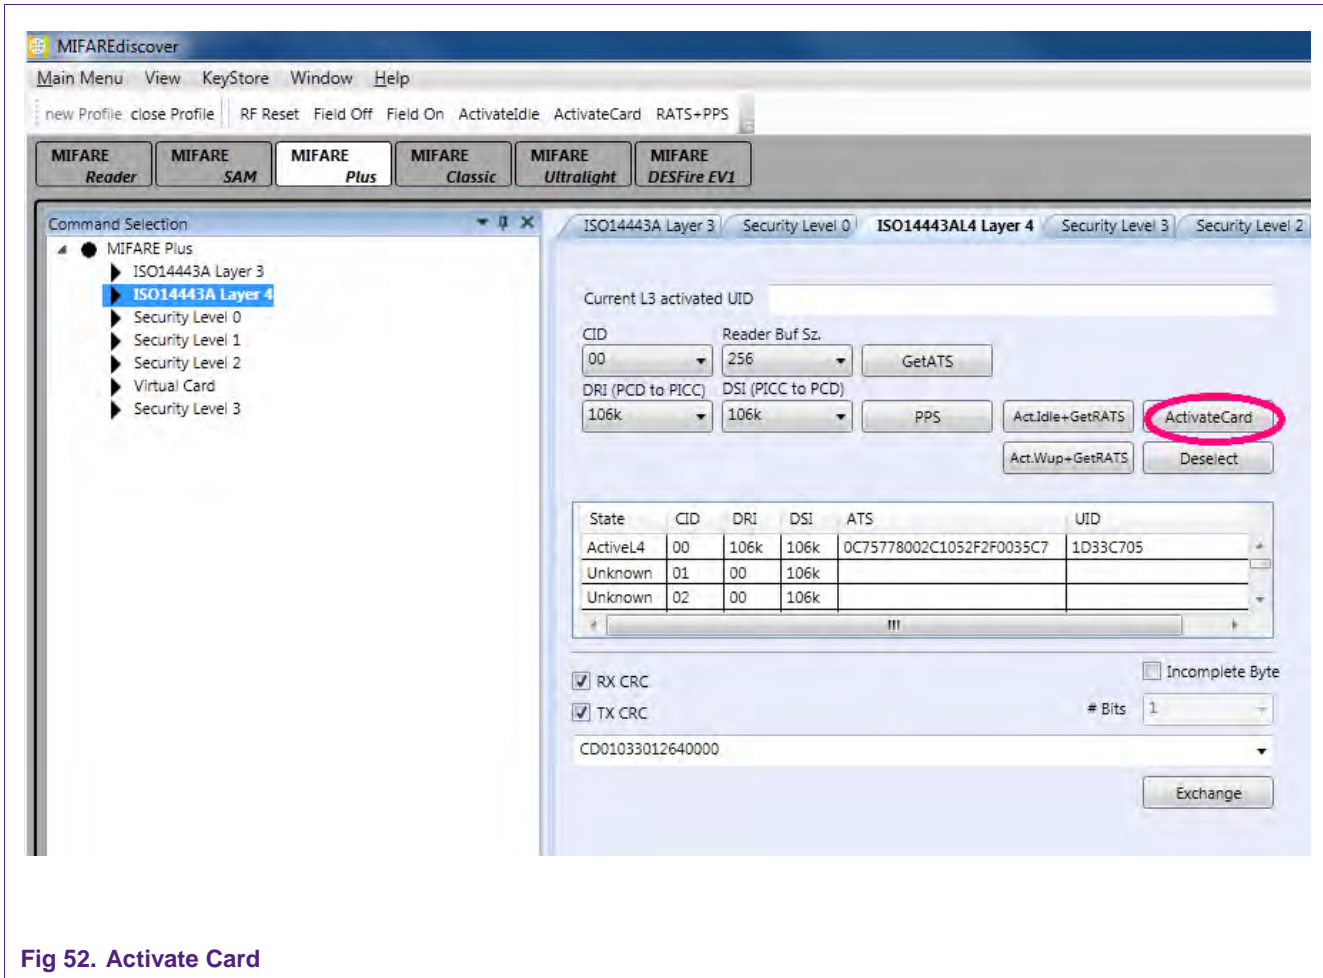 MIFAREdiscover
Main Menu View KeyStore Window Help
new Profile close Profile RF Reset Field Off Field On ActivateIdle ActivateCard RATS+PPS
MIFARE Reader MIFARE SAM MIFARE Plus MIFARE Classic MIFARE Ultralight MIFARE DESFire EV1
Command Selection
MIFARE Plus
ISO14443A Layer 3
ISO14443A Layer 4
Security Level 0
Security Level 1
Security Level 2
Virtual Card
Security Level 3
ISO14443A Layer 3 Security Level 0 ISO14443AL4 Layer 4 Security Level 3 Security Level 2
Current L3 activated UID
CID Reader Buf Sz.
00 256 GetATS
DRI (PCD to PICC) DSI (PICC to PCD)
106k 106k PPS Act.Idle+GetRATS ActivateCard
Act.Wup+GetRATS Deselect
State CID DRI DSI ATS UID
ActiveL4 00 106k 106k 0C75778002C1052F2F0035C7 1D33C705
Unknown 01 00 106k
Unknown 02 00 106k
RX CRC Incomplete Byte
TX CRC # Bits 1
CD01033012640000
Exchange
Fig 52. Activate Card